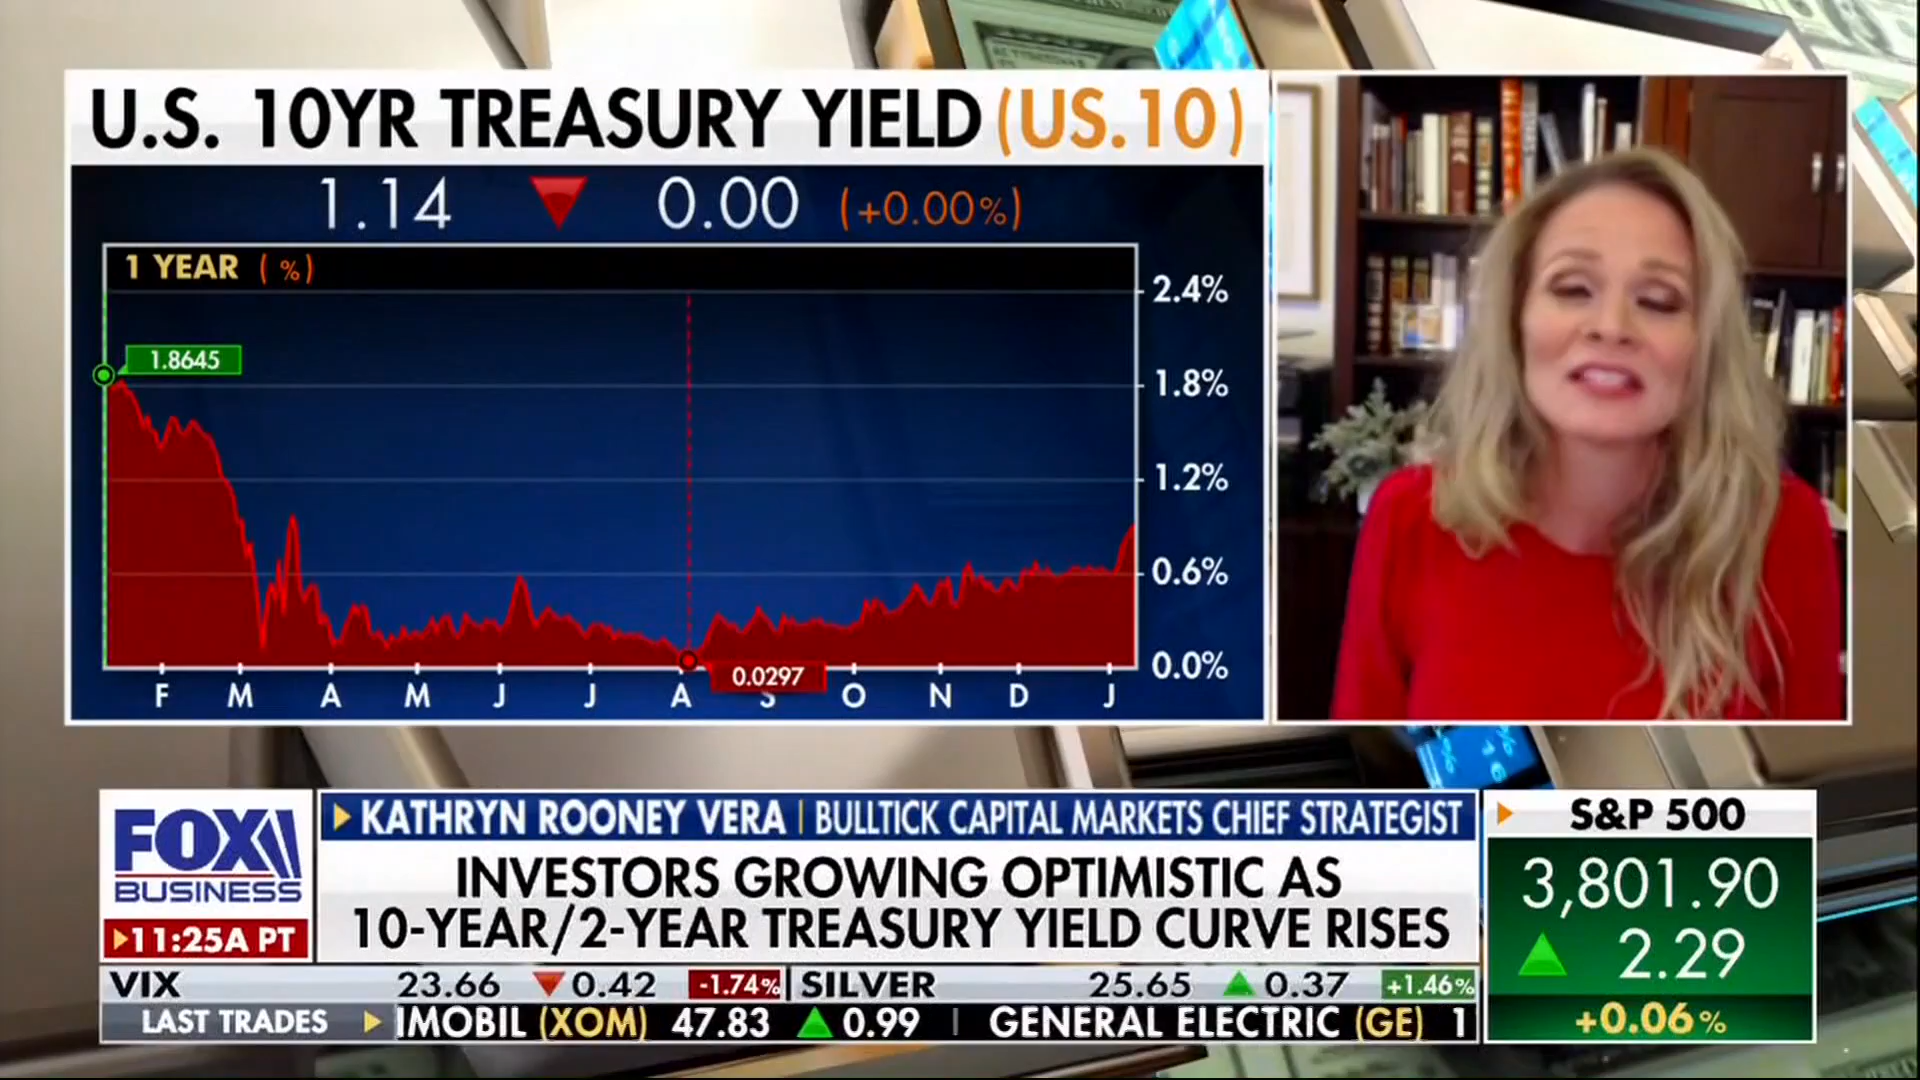 U.S. 10YR TREASURY YIELD (US.10)
1.14 ▼ 0.00 (+0.00%)
1 YEAR ( %)
2.4%
1.8645
1.8%
1.2%
0.6%
0.0%
0.0297
F M A M J J A S O N D J
KATHRYN ROONEY VERA | BULLTICK CAPITAL MARKETS CHIEF STRATEGIST
FOX BUSINESS
INVESTORS GROWING OPTIMISTIC AS
10-YEAR/2-YEAR TREASURY YIELD CURVE RISES
11:25A PT
S&P 500
3,801.90
▲ 2.29
+0.06%
VIX 23.66 ▼ 0.42 -1.74% | SILVER 25.65 ▲ 0.37 +1.46%
LAST TRADES IMOBIL (XOM) 47.83 ▲ 0.99 | GENERAL ELECTRIC (GE) 1